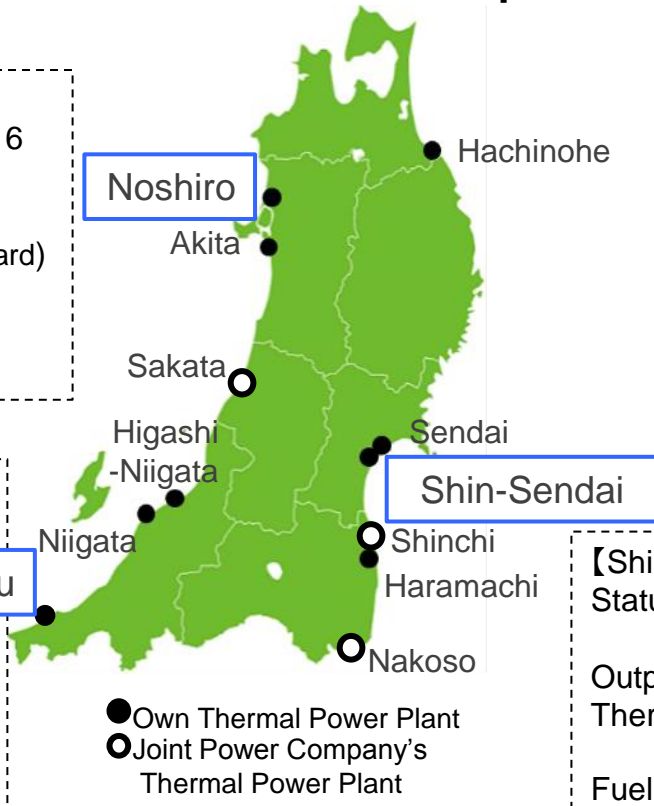 6
ard)
Hachinohe
Noshiro
Akita
Sakata
Higashi
-Niigata
Sendai
Shin-Sendai
Niigata
Shinchi
Haramachi
u
Nakoso
【Shi
Statu
Outp
Ther
Fuel
●Own Thermal Power Plant
○Joint Power Company's
Thermal Power Plant